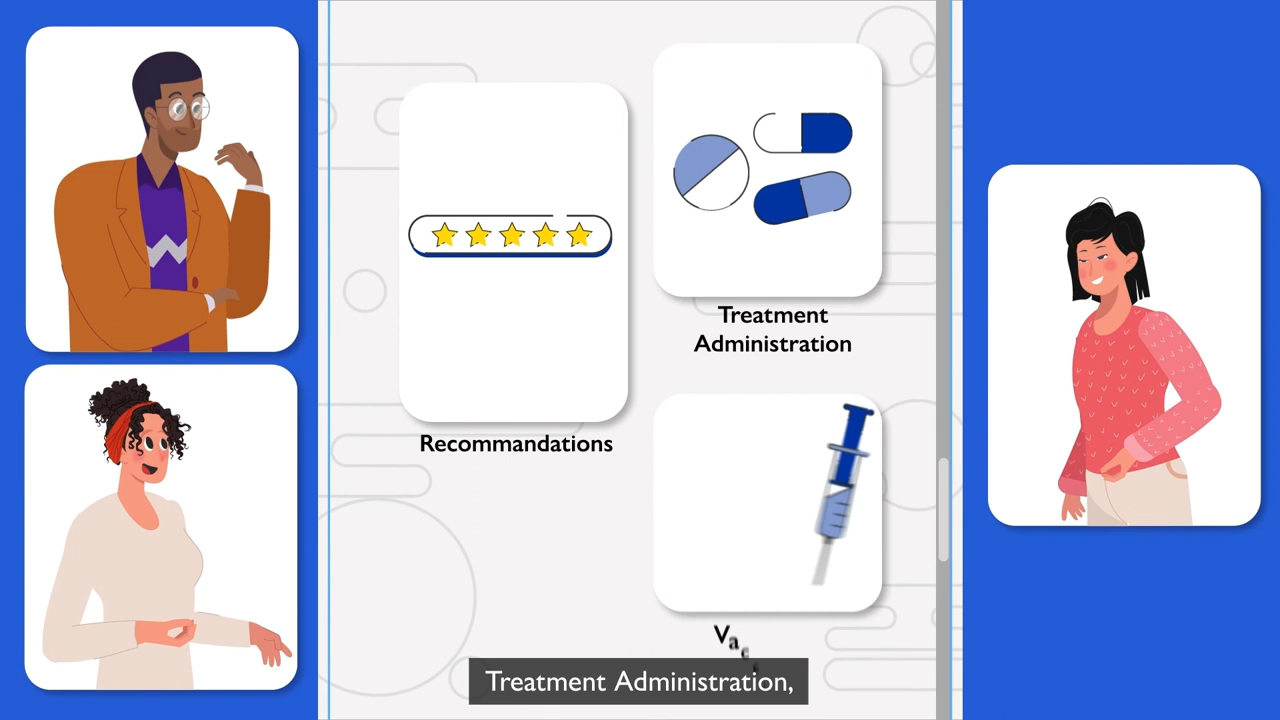 Treatment
Administration
Recommandations
Treatment Administration,